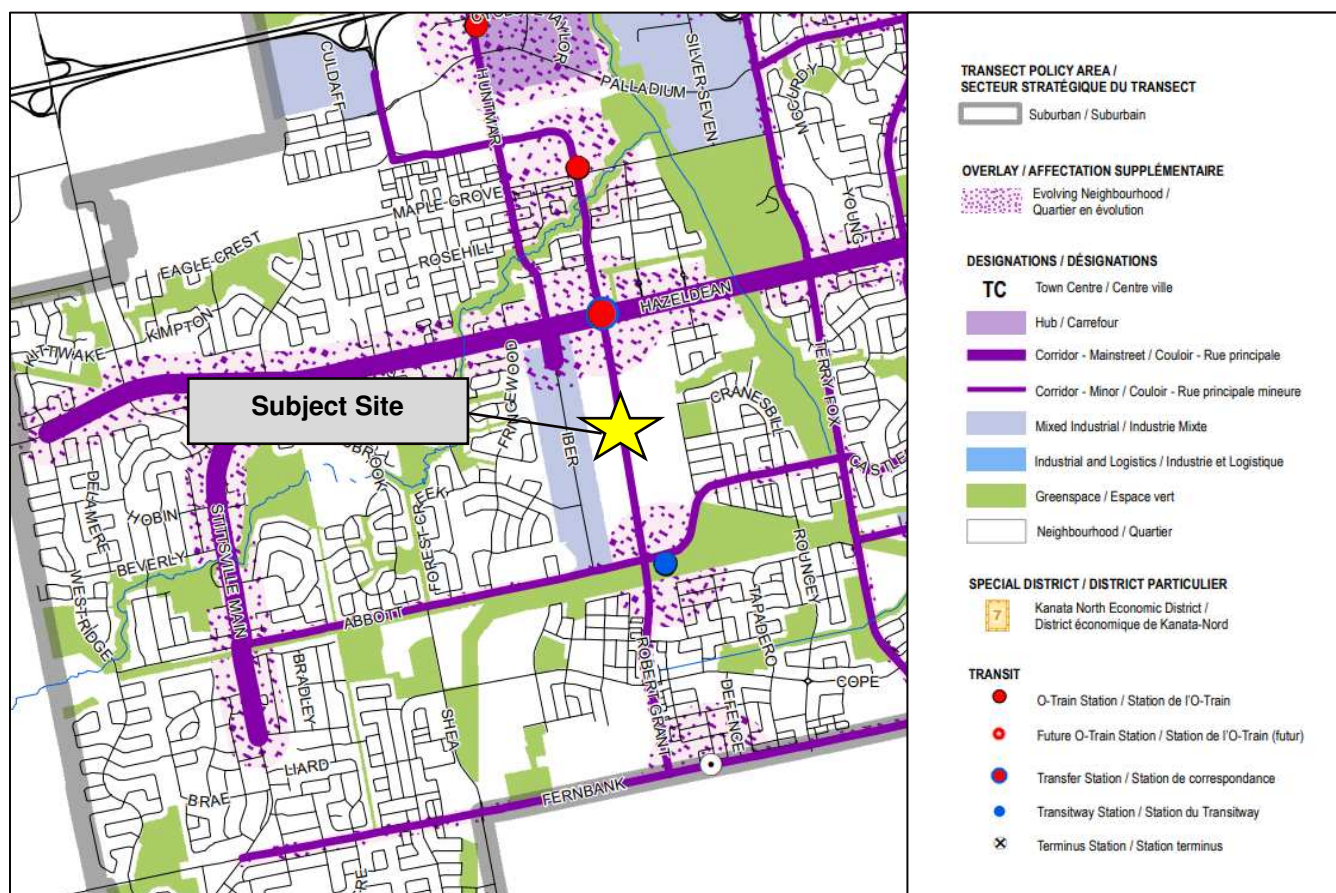 TAYLOR
CULDAFF
HUNTMAR
PALLADIUM
SILVER-SEVEN
MCCURDY
MAPLE GROVE
YOUNG
ROSEHILL
EAGLE-CREST
HAZELDEAN
KIMPTON
KITTIWAKE
TERRY FOX
FRINGEWOOD
CRANESBILL
Subject Site
IBER
DELAMERE
HOBIN
STITTSVILLE MAIN
FOREST CREEK
BEVERLY
ROUNCEY
WEST-RIDGE
ABBOTT
TAPADERO
ROBERT GRANT
BRADLEY
COPE
DEFENCE
SHEA
LIARD
FERNBANK
BRAE
TRANSECT POLICY AREA /
SECTEUR STRATÉGIQUE DU TRANSECT
Suburban / Suburbain
OVERLAY / AFFECTATION SUPPLÉMENTAIRE
Evolving Neighbourhood /
Quartier en évolution
DESIGNATIONS / DÉSIGNATIONS
TC Town Centre / Centre ville
Hub / Carrefour
Corridor - Mainstreet / Couloir - Rue principale
Corridor - Minor / Couloir - Rue principale mineure
Mixed Industrial / Industrie Mixte
Industrial and Logistics / Industrie et Logistique
Greenspace / Espace vert
Neighbourhood / Quartier
SPECIAL DISTRICT / DISTRICT PARTICULIER
7 Kanata North Economic District /
District économique de Kanata-Nord
TRANSIT
O-Train Station / Station de l'O-Train
Future O-Train Station / Station de l'O-Train (futur)
Transfer Station / Station de correspondance
Transitway Station / Station du Transitway
Terminus Station / Station terminus